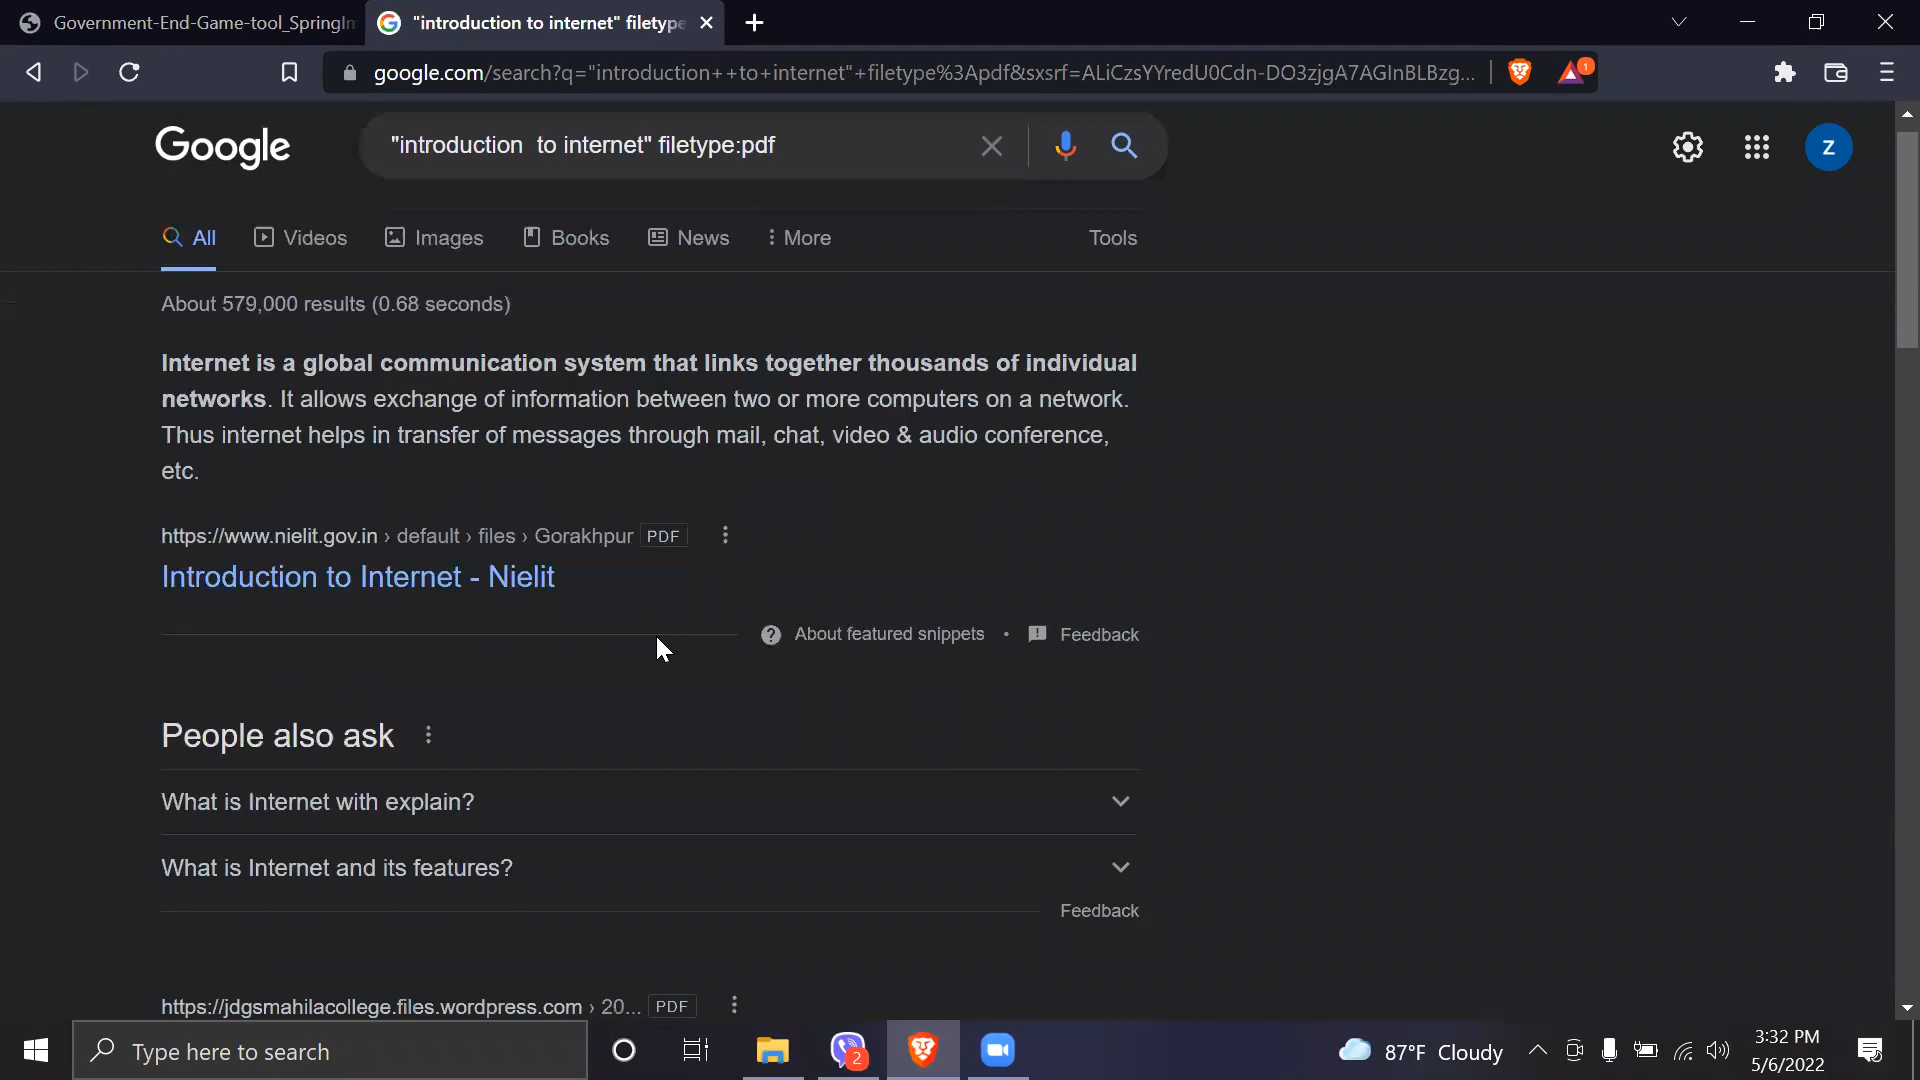 Government-End-Game-tool_SpringIn
"introduction to internet" filetype
google.com/search?q="introduction++to+internet"+filetype%3Apdf&sxsrf=ALiCzsYYredU0Cdn-DO3zjgA7AGInBLBzg...
1
Google
"introduction  to internet" filetype:pdf
Z
All
Videos
Images
Books
News
More
Tools
About 579,000 results (0.68 seconds)
Internet is a global communication system that links together thousands of individual
networks. It allows exchange of information between two or more computers on a network.
Thus internet helps in transfer of messages through mail, chat, video & audio conference,
etc.
https://www.nielit.gov.in › default › files › Gorakhpur PDF
Introduction to Internet - Nielit
About featured snippets • Feedback
People also ask
What is Internet with explain?
What is Internet and its features?
Feedback
https://jdgsmahilacollege.files.wordpress.com › 20... PDF
Type here to search
2
87°F Cloudy
3:32 PM
5/6/2022